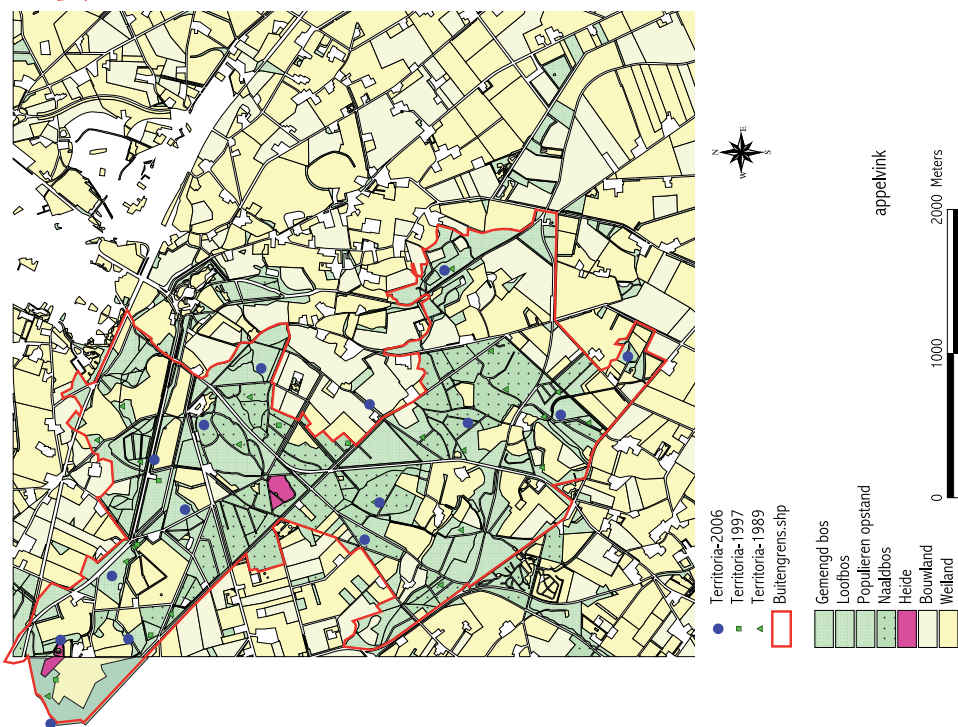 N
E
S
W
appelvink
Territoria-2006
Territoria-1997
Territoria-1989
Buitengrens.shp
Gemengd bos
Loofbos
Populieren opstand
Naaldbos
Heide
Bouwland
Weiland
0 1000 2000 Meters